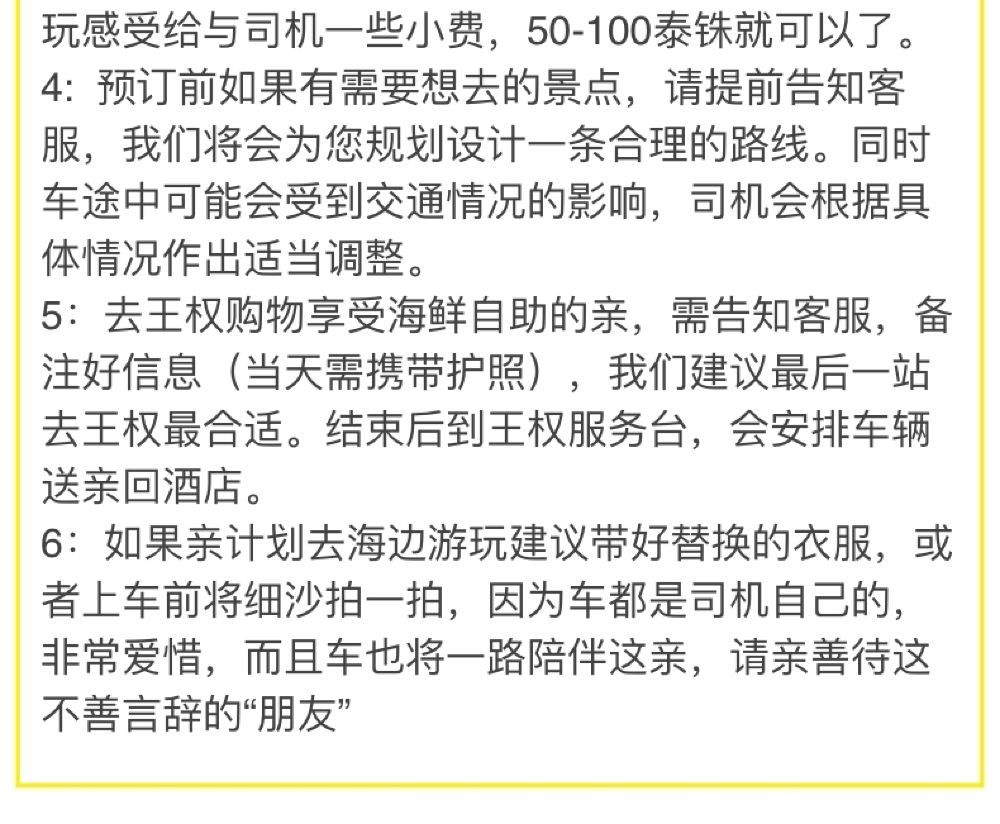 玩感受给与司机一些小费，50-100泰铢就可以了。
4：预订前如果有需要想去的景点，请提前告知客
服，我们将会为您规划设计一条合理的路线。同时
车途中可能会受到交通情况的影响，司机会根据具
体情况作出适当调整。
5：去王权购物享受海鲜自助的亲，需告知客服，备
注好信息（当天需携带护照），我们建议最后一站
去王权最合适。结束后到王权服务台，会安排车辆
送亲回酒店。
6：如果亲计划去海边游玩建议带好替换的衣服，或
者上车前将细沙拍一拍，因为车都是司机自己的，
非常爱惜，而且车也将一路陪伴这亲，请亲善待这
不善言辞的“朋友”